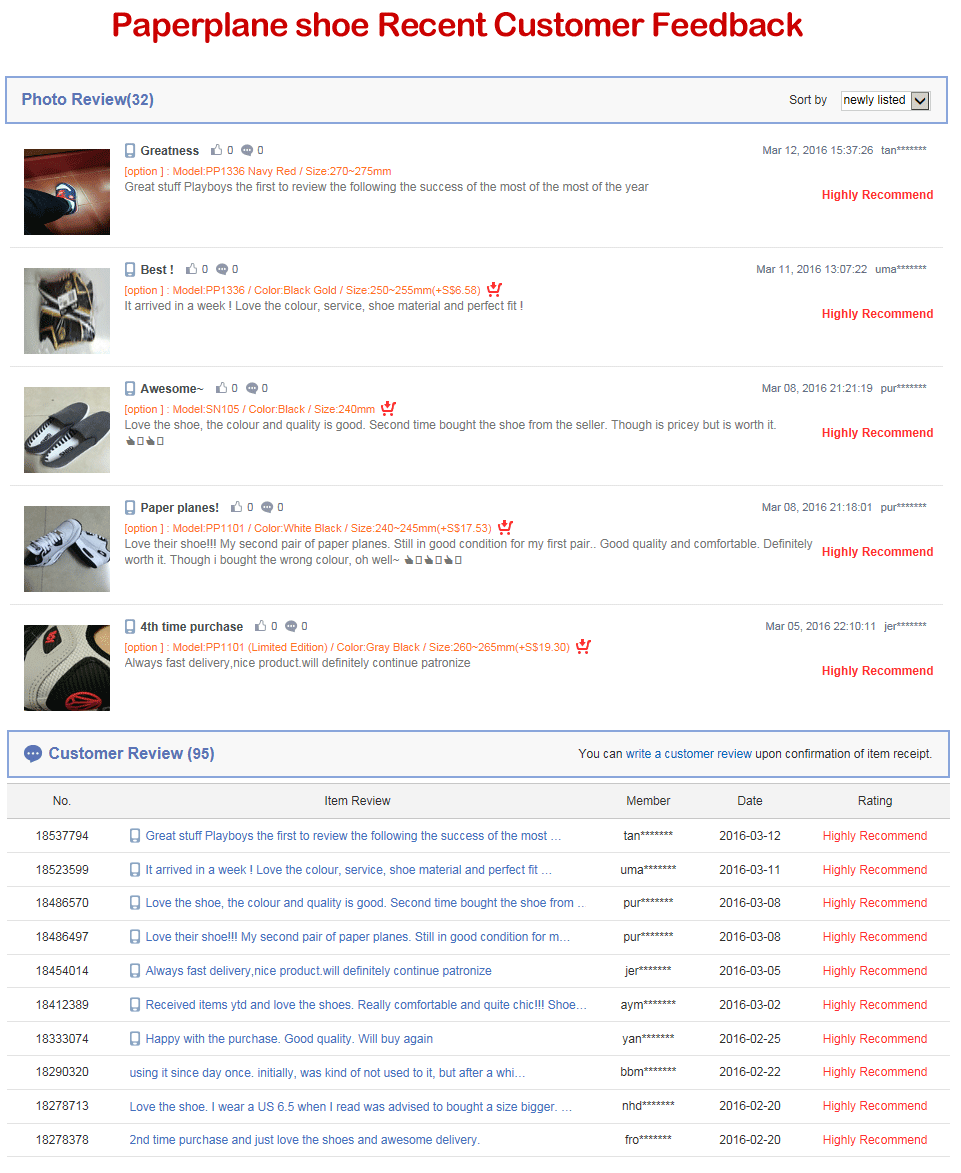 Paperplane shoe Recent Customer Feedback
Photo Review(32)
Sort by newly listed
Greatness 0 0 Mar 12, 2016 15:37:26 tan*******
[option ] : Model:PP1336 Navy Red / Size:270~275mm
Great stuff Playboys the first to review the following the success of the most of the most of the year
Highly Recommend
Best ! 0 0 Mar 11, 2016 13:07:22 uma*******
[option ] : Model:PP1336 / Color:Black Gold / Size:250~255mm(+S$6.58)
It arrived in a week ! Love the colour, service, shoe material and perfect fit !
Highly Recommend
Awesome~ 0 0 Mar 08, 2016 21:21:19 pur*******
[option ] : Model:SN105 / Color:Black / Size:240mm
Love the shoe, the colour and quality is good. Second time bought the shoe from the seller. Though is pricey but is worth it.
Highly Recommend
Paper planes! 0 0 Mar 08, 2016 21:18:01 pur*******
[option ] : Model:PP1101 / Color:White Black / Size:240~245mm(+S$17.53)
Love their shoe!!! My second pair of paper planes. Still in good condition for my first pair.. Good quality and comfortable. Definitely
worth it. Though i bought the wrong colour, oh well~
Highly Recommend
4th time purchase 0 0 Mar 05, 2016 22:10:11 jer*******
[option ] : Model:PP1101 (Limited Edition) / Color:Gray Black / Size:260~265mm(+S$19.30)
Always fast delivery,nice product.will definitely continue patronize
Highly Recommend
Customer Review (95) You can write a customer review upon confirmation of item receipt.
No. Item Review Member Date Rating
18537794 Great stuff Playboys the first to review the following the success of the most ... tan******* 2016-03-12 Highly Recommend
18523599 It arrived in a week ! Love the colour, service, shoe material and perfect fit ... uma******* 2016-03-11 Highly Recommend
18486570 Love the shoe, the colour and quality is good. Second time bought the shoe from .. pur******* 2016-03-08 Highly Recommend
18486497 Love their shoe!!! My second pair of paper planes. Still in good condition for m... pur******* 2016-03-08 Highly Recommend
18454014 Always fast delivery,nice product.will definitely continue patronize jer******* 2016-03-05 Highly Recommend
18412389 Received items ytd and love the shoes. Really comfortable and quite chic!!! Shoe... aym******* 2016-03-02 Highly Recommend
18333074 Happy with the purchase. Good quality. Will buy again yan******* 2016-02-25 Highly Recommend
18290320 using it since day once. initially, was kind of not used to it, but after a whi... bbm******* 2016-02-22 Highly Recommend
18278713 Love the shoe. I wear a US 6.5 when I read was advised to bought a size bigger. ... nhd******* 2016-02-20 Highly Recommend
18278378 2nd time purchase and just love the shoes and awesome delivery. fro******* 2016-02-20 Highly Recommend